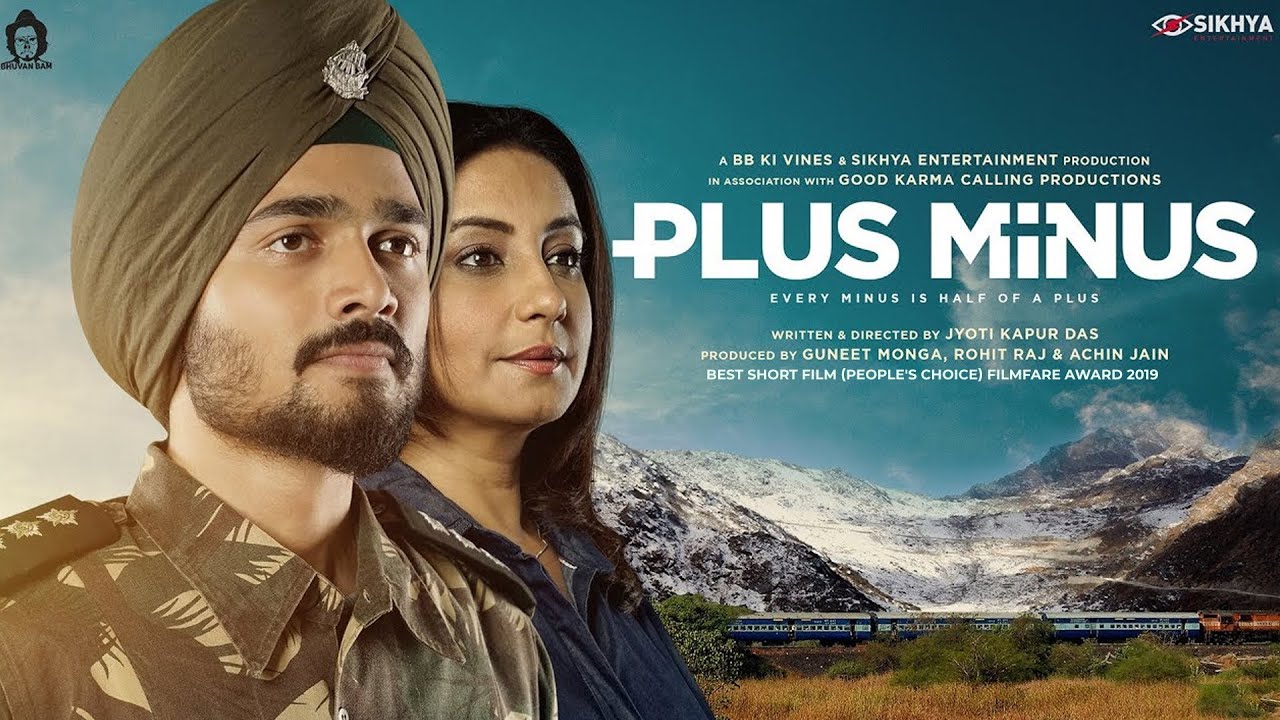 BHUVAN BAM
SIKHYA
ENTERTAINMENT
A BB KI VINES & SIKHYA ENTERTAINMENT PRODUCTION
IN ASSOCIATION WITH GOOD KARMA CALLING PRODUCTIONS
PLUS MiNUS
EVERY MINUS IS HALF OF A PLUS
WRITTEN & DIRECTED BY JYOTI KAPUR DAS
PRODUCED BY GUNEET MONGA, ROHIT RAJ & ACHIN JAIN
BEST SHORT FILM (PEOPLE'S CHOICE) FILMFARE AWARD 2019